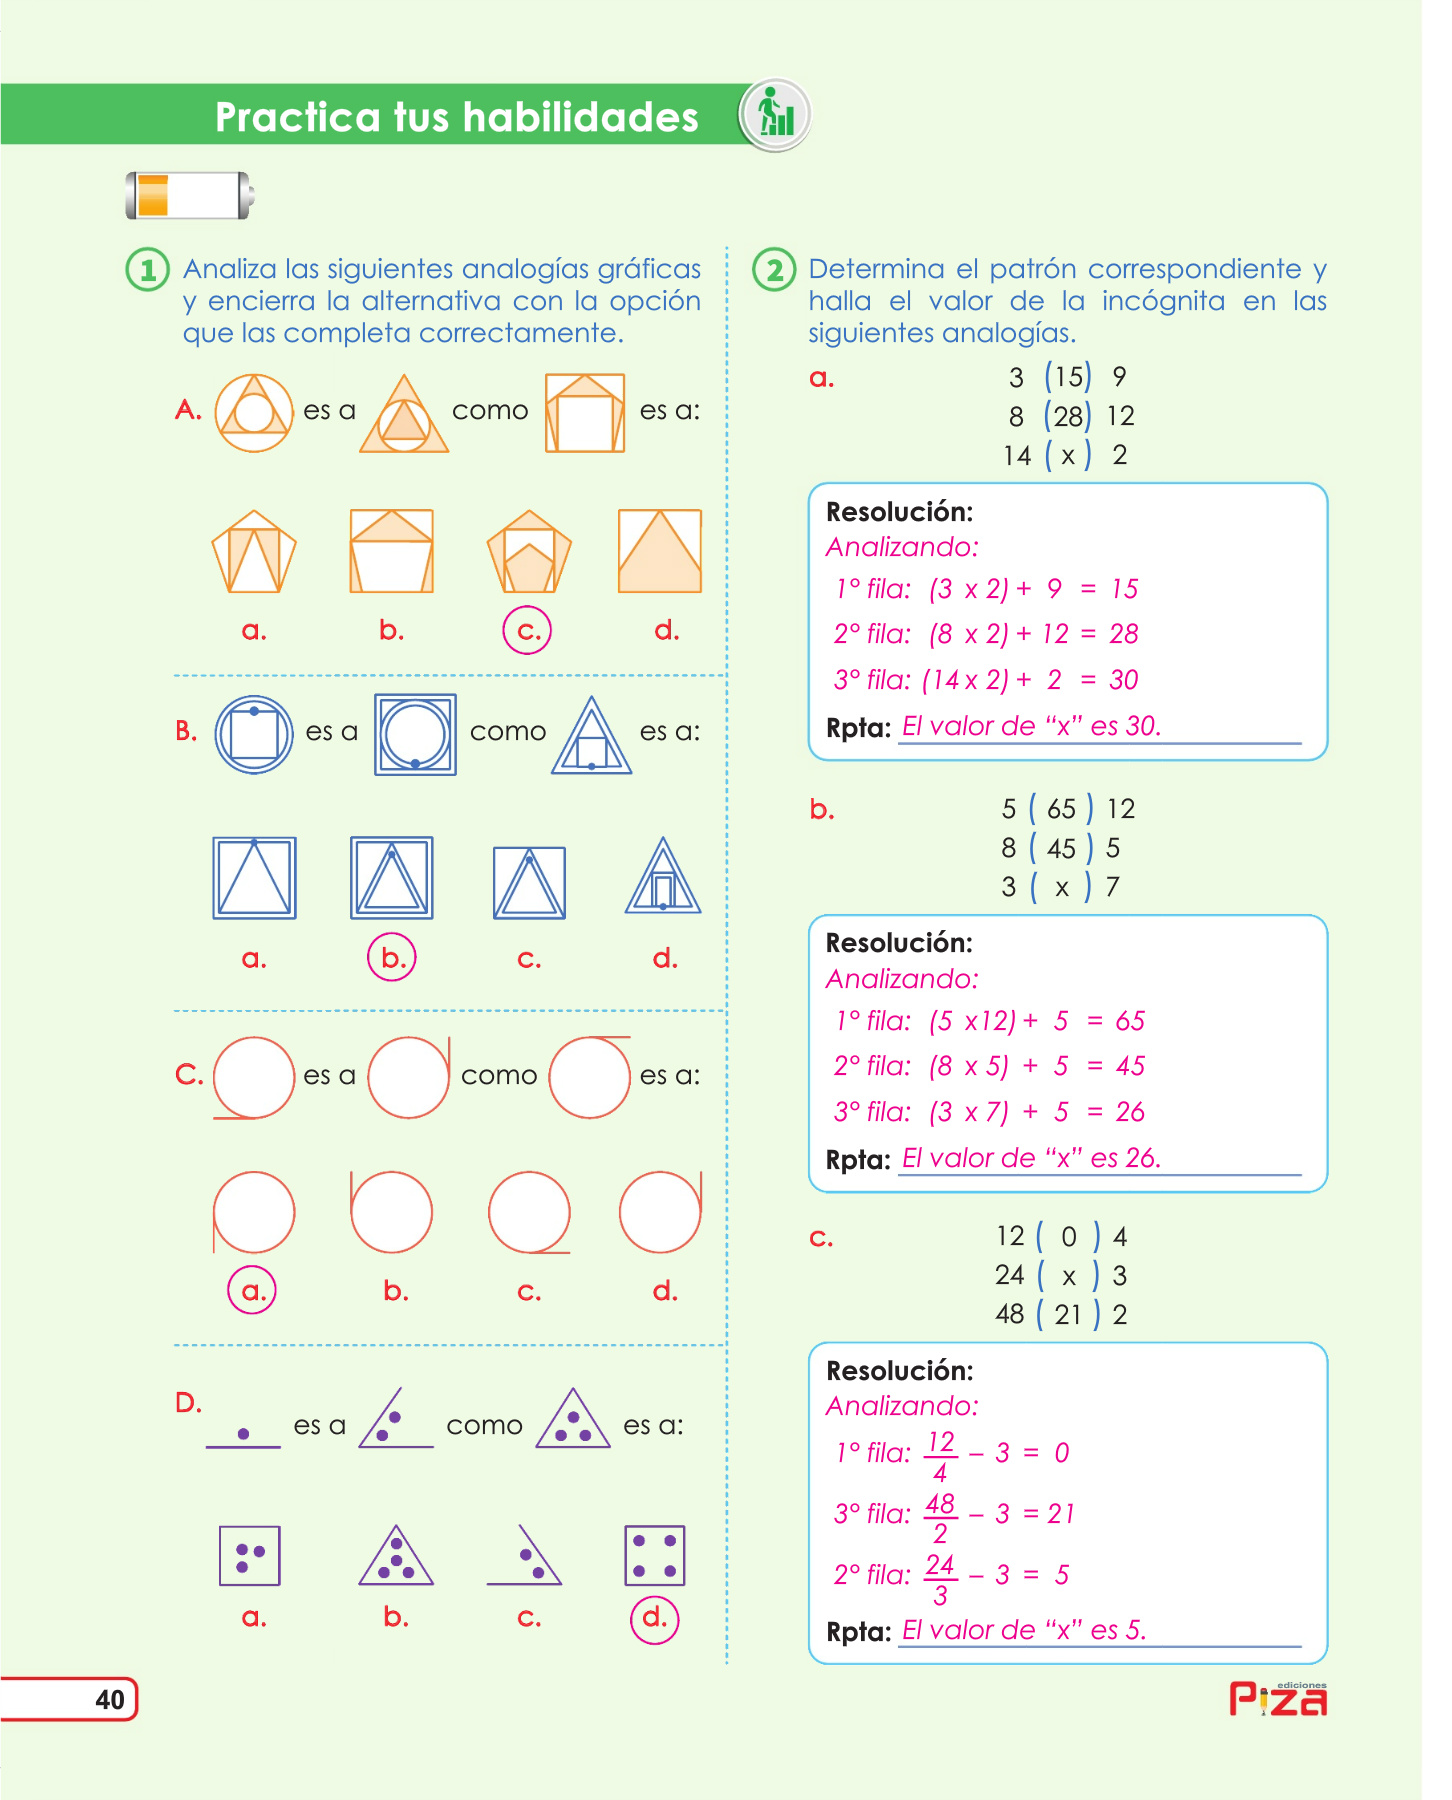 Practica tus habilidades
1 Analiza las siguientes analogías gráficas
y encierra la alternativa con la opción
que las completa correctamente.
A. es a como es a:
a. b. c. d.
B. es a como es a:
a. b. c. d.
C. es a como es a:
a. b. c. d.
D. es a como es a:
a. b. c. d.
2 Determina el patrón correspondiente y
halla el valor de la incógnita en las
siguientes analogías.
a. 3 (15) 9
8 (28) 12
14 ( x ) 2
Resolución:
Analizando:
1° fila: (3 x 2) + 9 = 15
2° fila: (8 x 2) + 12 = 28
3° fila: (14 x 2) + 2 = 30
Rpta: El valor de “x” es 30.
b. 5 ( 65 ) 12
8 ( 45 ) 5
3 ( x ) 7
Resolución:
Analizando:
1° fila: (5 x12) + 5 = 65
2° fila: (8 x 5) + 5 = 45
3° fila: (3 x 7) + 5 = 26
Rpta: El valor de “x” es 26.
c. 12 ( 0 ) 4
24 ( x ) 3
48 ( 21 ) 2
Resolución:
Analizando:
1° fila: 12/4 – 3 = 0
3° fila: 48/2 – 3 = 21
2° fila: 24/3 – 3 = 5
Rpta: El valor de “x” es 5.
40
ediciones
Piza